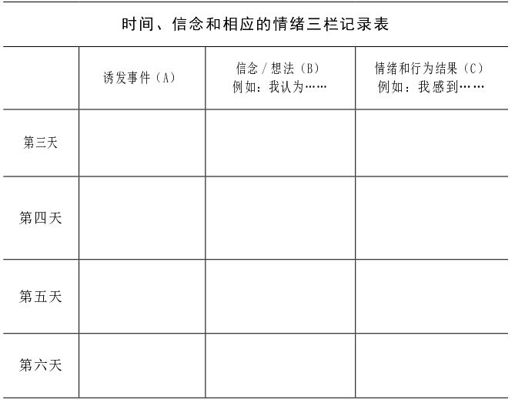 时间、信念和相应的情绪三栏记录表
诱发事件（A）
信念／想法（B）
例如：我认为……
情绪和行为结果（C）
例如：我感到……
第三天
第四天
第五天
第六天